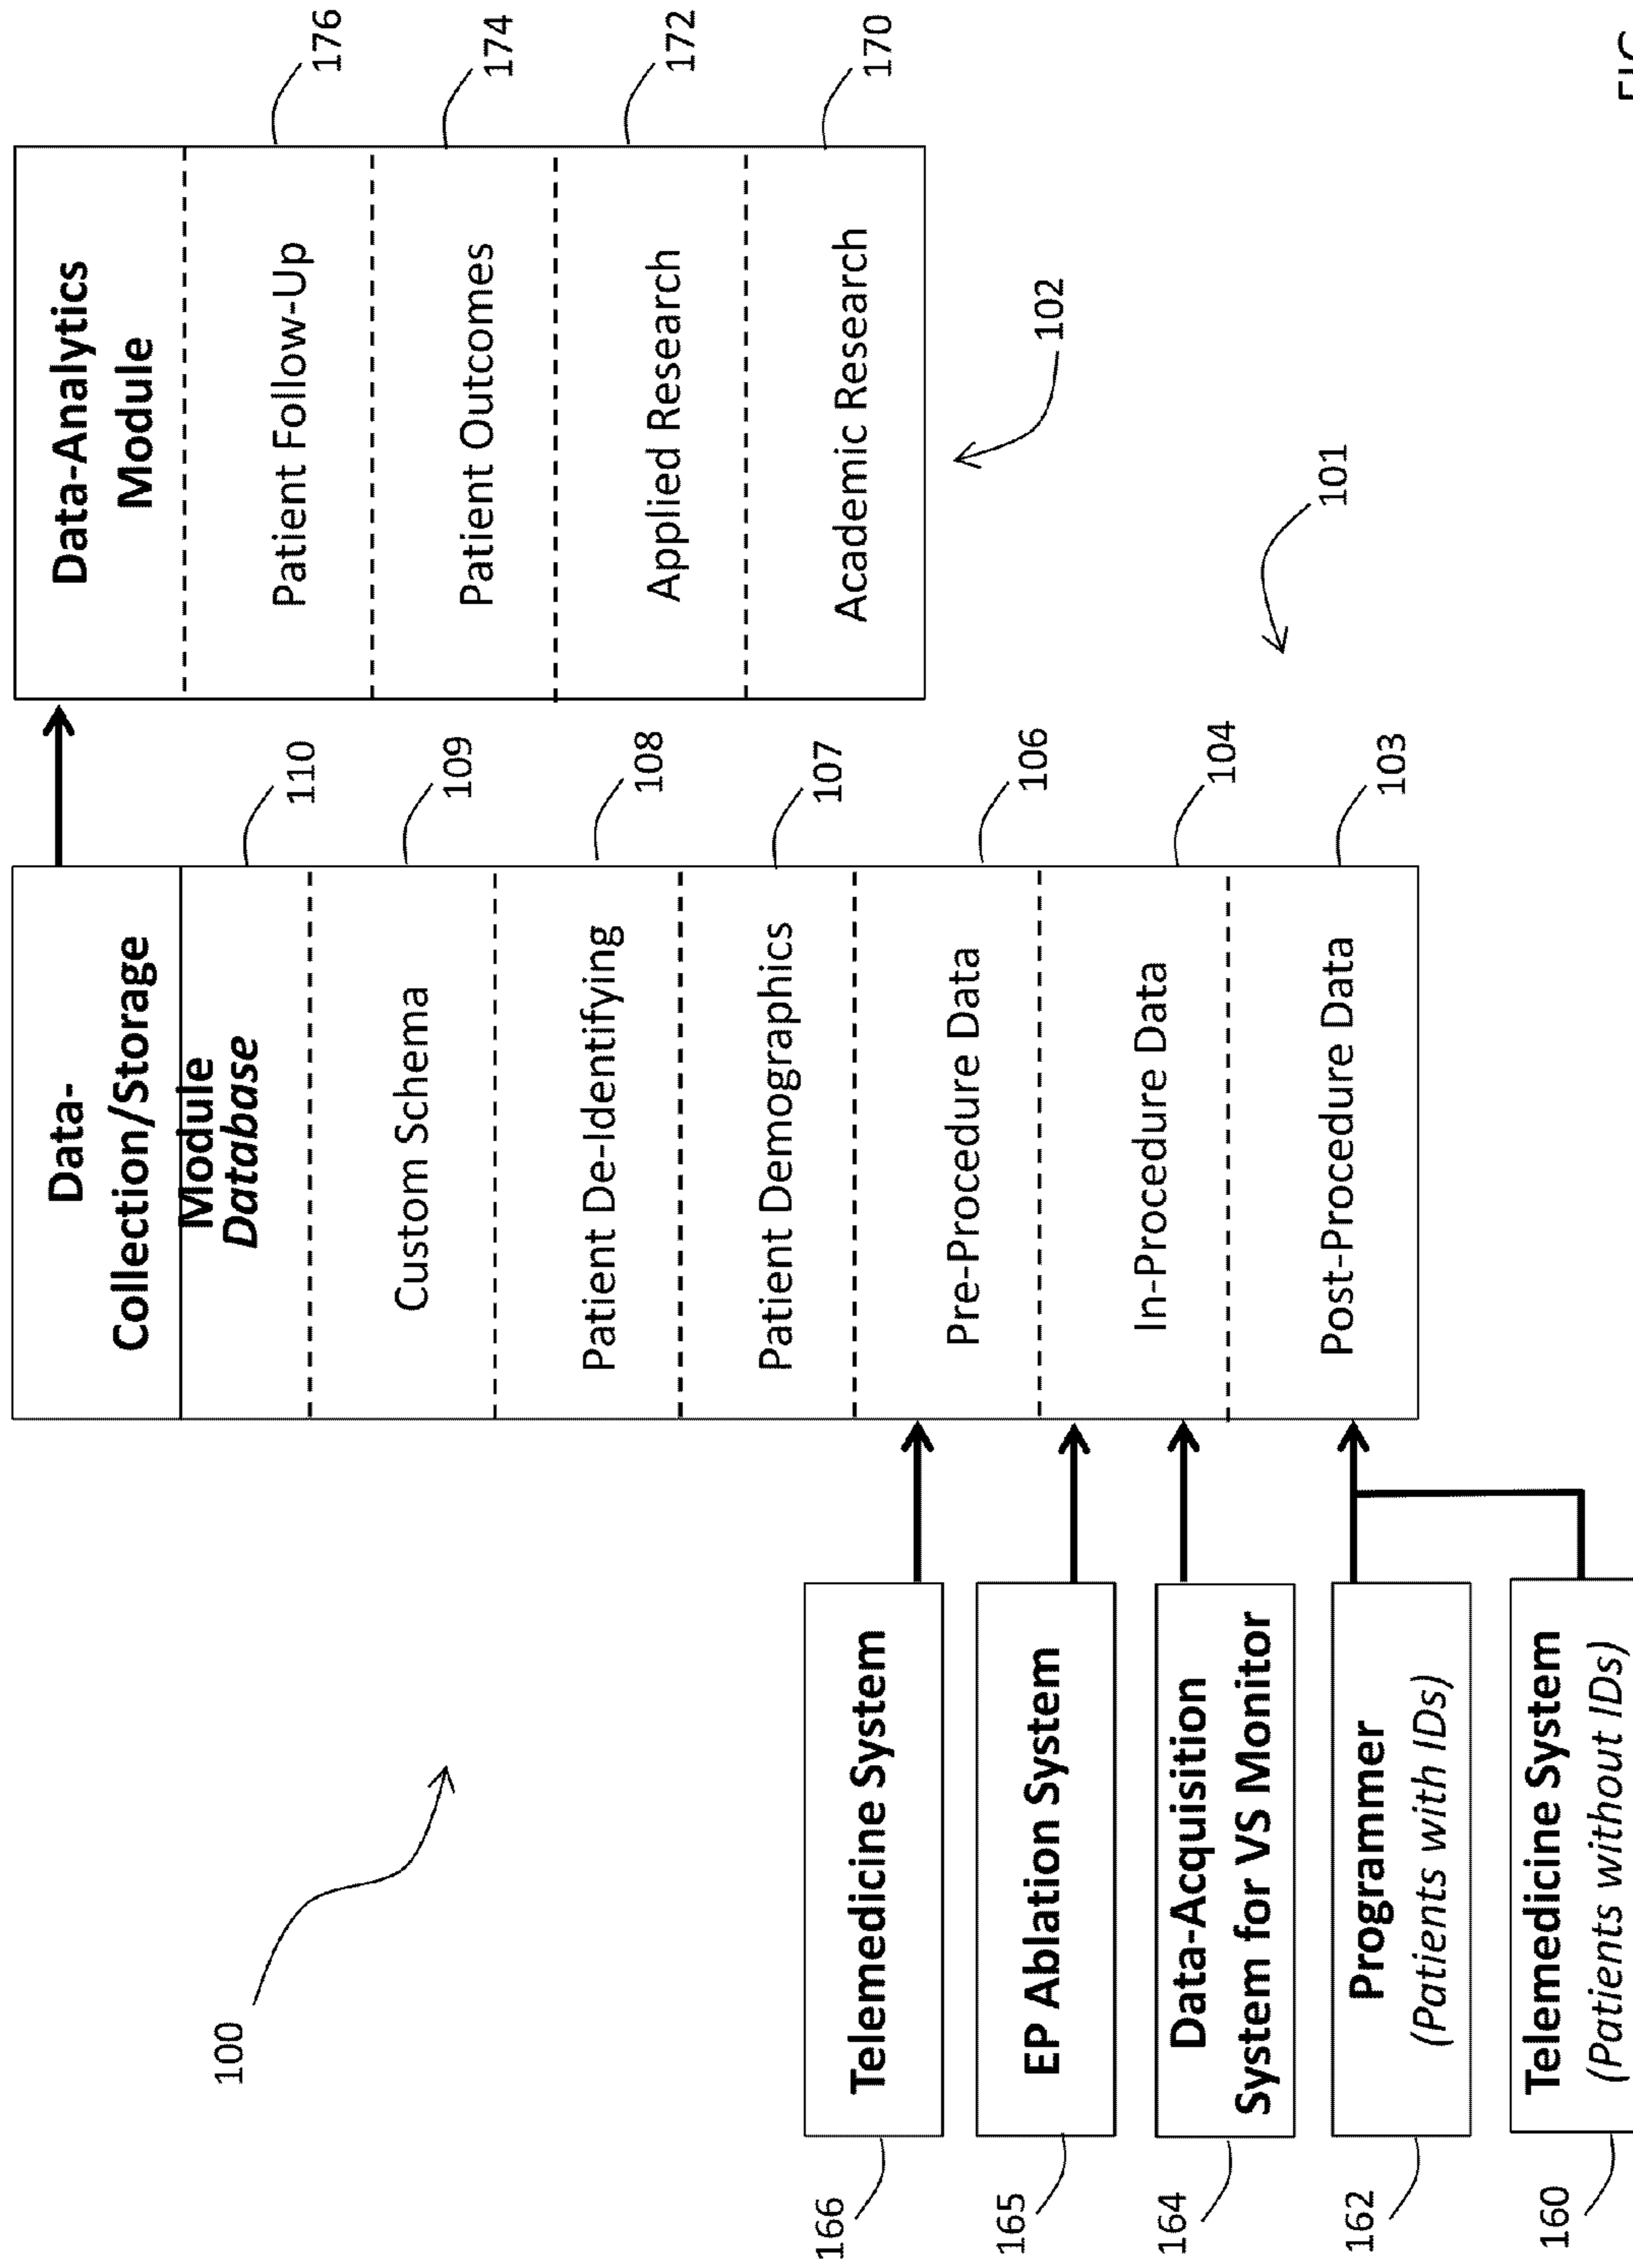 100
166
Telemedicine System
165
EP Ablation System
164
Data-Acquisition
System for VS Monitor
162
Programmer
(Patients with IDs)
160
Telemedicine System
(Patients without IDs)
Data-
Collection/Storage
Module
Database
110
Custom Schema
109
Patient De-Identifying
108
Patient Demographics
107
Pre-Procedure Data
106
In-Procedure Data
104
Post-Procedure Data
103
101
Data-Analytics
Module
Patient Follow-Up
176
Patient Outcomes
174
Applied Research
172
Academic Research
170
102